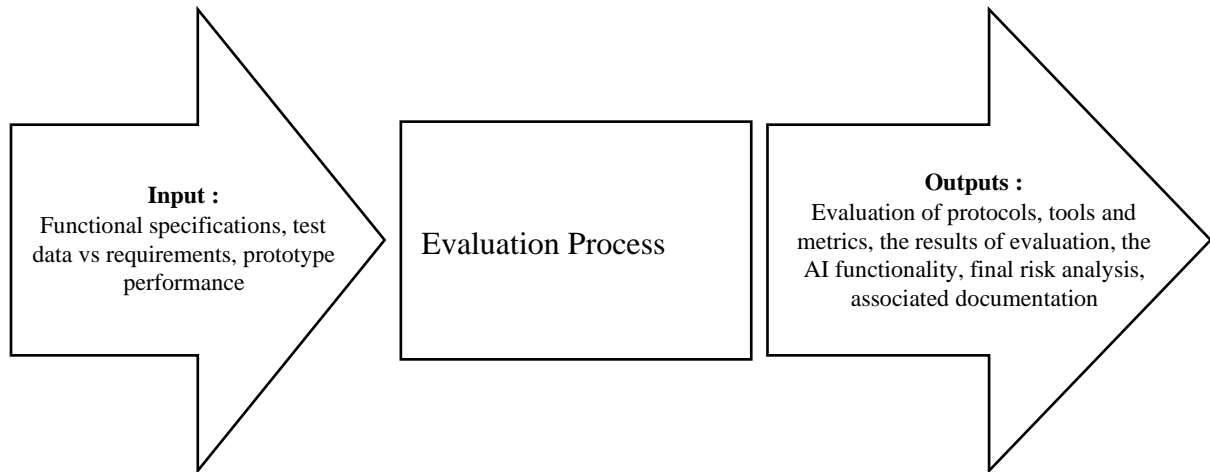 Input :
Functional specifications, test
data vs requirements, prototype
performance
Evaluation Process
Outputs :
Evaluation of protocols, tools and
metrics, the results of evaluation, the
AI functionality, final risk analysis,
associated documentation